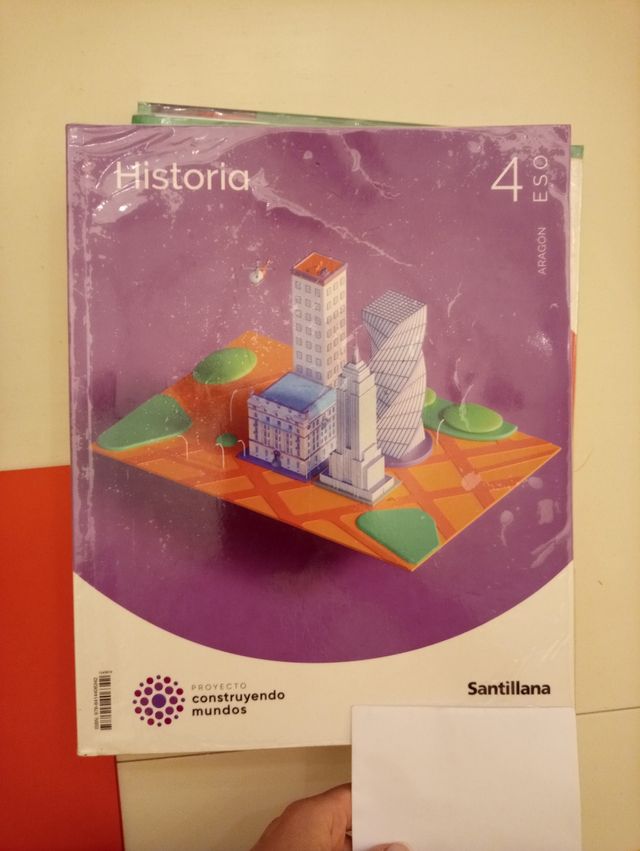 Historia
4
ESO
ARAGÓN
PROYECTO
construyendo
mundos
Santillana